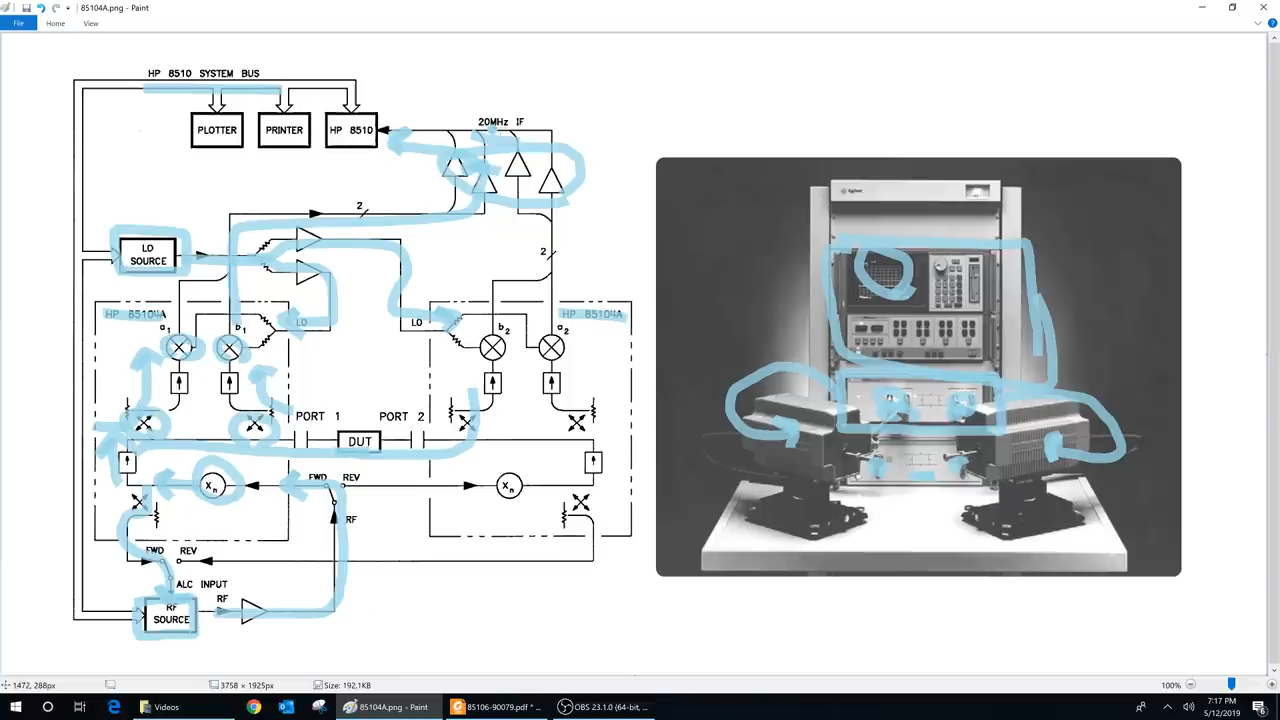 85104A.png - Paint
File Home View
HP 8510 SYSTEM BUS
PLOTTER
PRINTER
HP 8510
20MHz IF
2
LO
SOURCE
2
HP 85104A
a1
b1
LO
LO
b2
a2
HP 85104A
PORT 1
PORT 2
DUT
Xn
FWD
REV
Xn
RF
FWD
REV
ALC INPUT
RF
SOURCE
RF
Agilent
1472, 288px
3758 × 1925px
Size: 192.1KB
100%
Videos
85104A.png - Paint
85106-90079.pdf * ...
OBS 23.1.0 (64-bit, ...
7:17 PM
5/12/2019
6